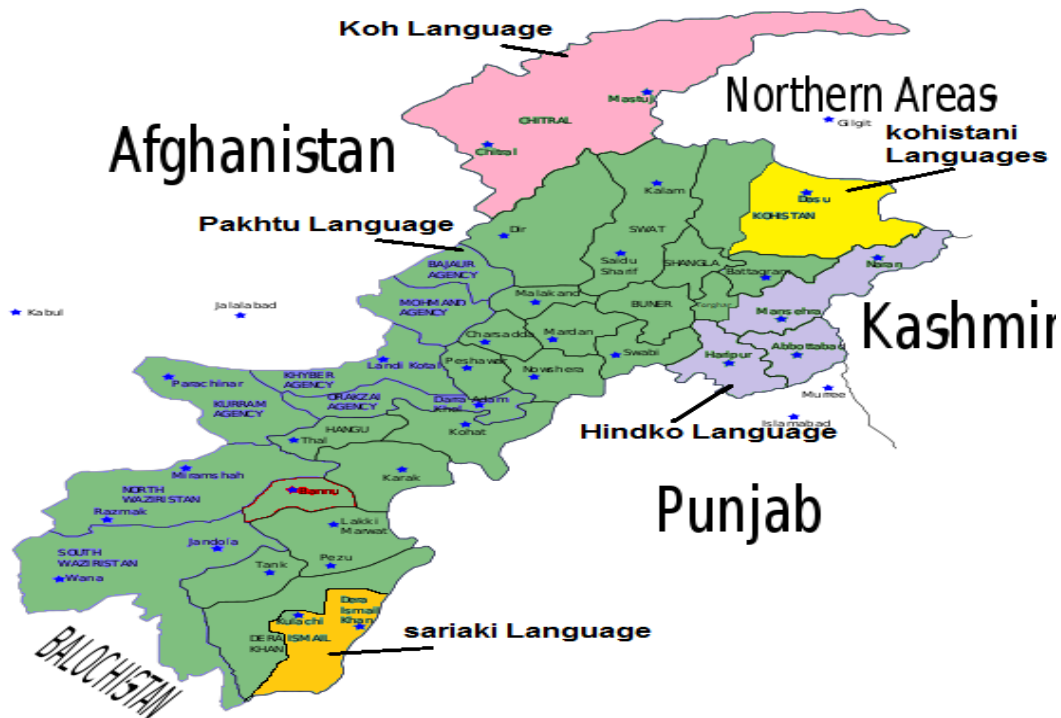 Koh Language
Northern Areas
Mastuj
Gilgit
CHITRAL
kohistani
Languages
Afghanistan
Chitral
Kalam
Dasu
KOHISTAN
Pakhtu Language
Dir
SWAT
BAJAUR
AGENCY
Saidu
Sharif
SHANGLA
Battagram
Naran
Kabul
Jalalabad
MOHMAND
AGENCY
Malakand
BUNER
Mansehra
Kashmir
Charsadda
Mardan
Landi Kotal
Peshawar
Nowshera
Swabi
Haripur
Abbottabad
Parachinar
KHYBER
AGENCY
KURRAM
AGENCY
ORAKZAI
AGENCY
Darra Adam
Khel
Murree
Islamabad
HANGU
Thal
Kohat
Hindko Language
Miramshah
Karak
NORTH
WAZIRISTAN
Bannu
Razmak
Lakki
Marwat
Punjab
SOUTH
WAZIRISTAN
Jandola
Wana
Tank
Pezu
Kulachi
Dera
Ismail
Khan
DERA ISMAIL
KHAN
sariaki Language
BALOCHISTAN